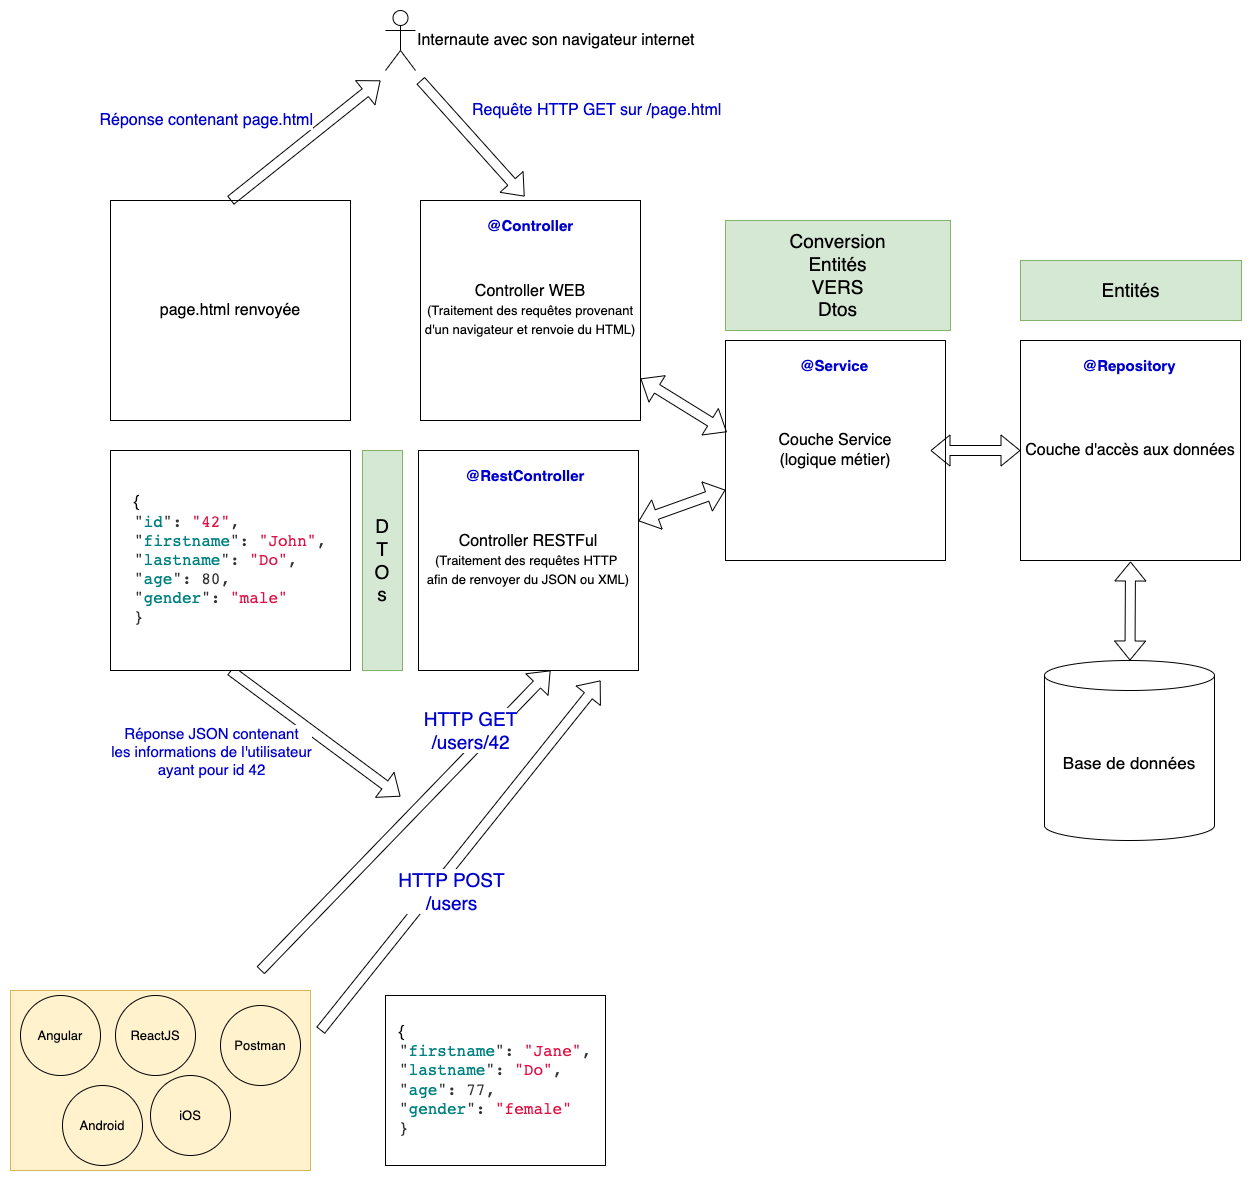 Internaute avec son navigateur internet
Réponse contenant page.html
Requête HTTP GET sur /page.html
page.html renvoyée
@Controller
Controller WEB
(Traitement des requêtes provenant
d'un navigateur et renvoie du HTML)
Conversion
Entités
VERS
Dtos
Entités
@Service
Couche Service
(logique métier)
@Repository
Couche d'accès aux données
{
"id": "42",
"firstname": "John",
"lastname": "Do",
"age": 80,
"gender": "male"
}
D
T
O
s
@RestController
Controller RESTFul
(Traitement des requêtes HTTP
afin de renvoyer du JSON ou XML)
Réponse JSON contenant
les informations de l'utilisateur
ayant pour id 42
HTTP GET
/users/42
Base de données
HTTP POST
/users
Angular
ReactJS
Postman
Android
iOS
{
"firstname": "Jane",
"lastname": "Do",
"age": 77,
"gender": "female"
}